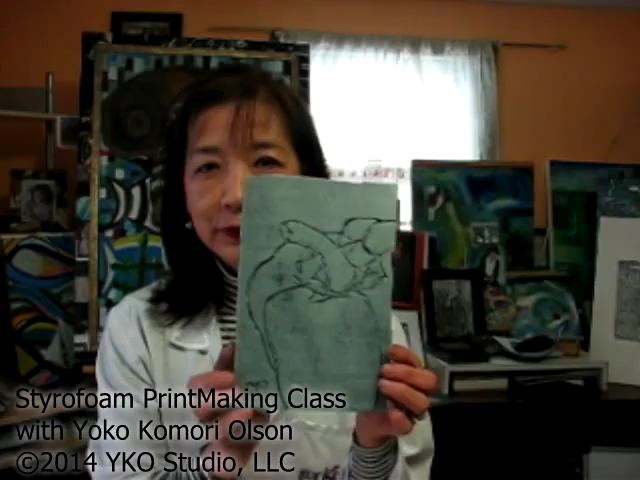 Styrofoam PrintMaking Class
with Yoko Komori Olson
©2014 YKO Studio, LLC